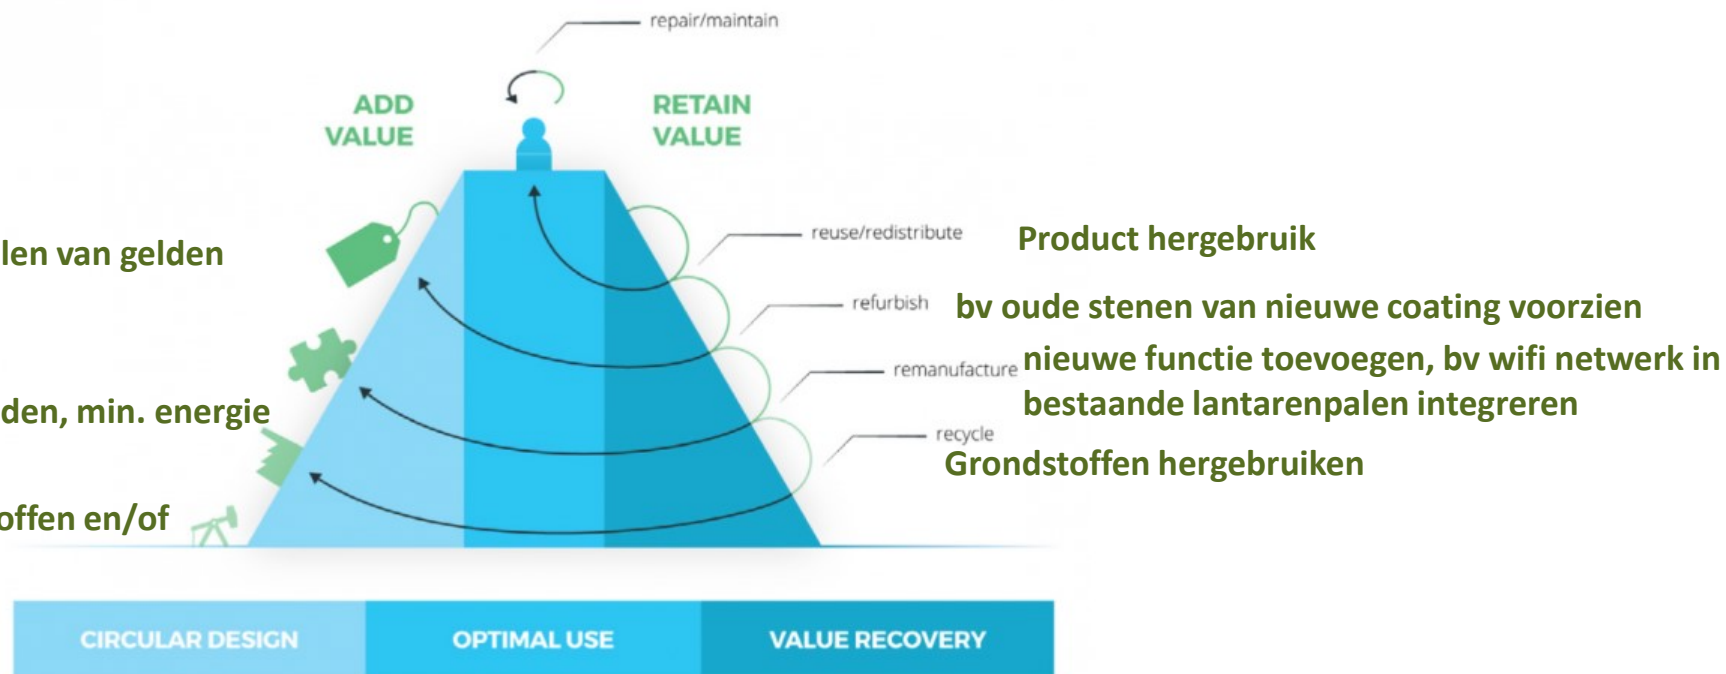 repair/maintain
ADD
VALUE
RETAIN
VALUE
reuse/redistribute
Product hergebruik
len van gelden
refurbish
bv oude stenen van nieuwe coating voorzien
remanufacture
nieuwe functie toevoegen, bv wifi netwerk in
bestaande lantarenpalen integreren
den, min. energie
recycle
Grondstoffen hergebruiken
offen en/of
CIRCULAR DESIGN
OPTIMAL USE
VALUE RECOVERY